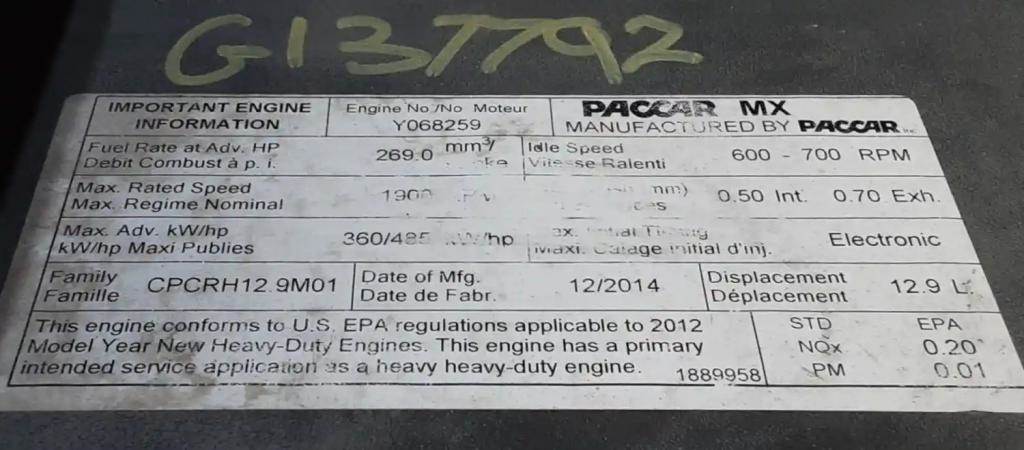 G137792
IMPORTANT ENGINE
INFORMATION
Engine No./No Moteur
Y068259
PACCAR MX
MANUFACTURED BY PACCAR
Fuel Rate at Adv. HP
Debit Combust à p. i.
269.0 mm³/
Idle Speed
Vitesse Ralenti
600 - 700 RPM
Max. Rated Speed
Max. Regime Nominal
1900
mm)
0.50 Int. 0.70 Exh.
Max. Adv. kW/hp
kW/hp Maxi Publies
360/485 kW/hp
Timing
Maxi. Calage initial d'inj.
Electronic
Family
Famille
CPCRH12.9M01
Date of Mfg.
Date de Fabr.
12/2014
Displacement
Déplacement
12.9 L
This engine conforms to U.S. EPA regulations applicable to 2012
Model Year New Heavy-Duty Engines. This engine has a primary
intended service application as a heavy heavy-duty engine.
1889958
STD EPA
NOx 0.20
PM 0.01